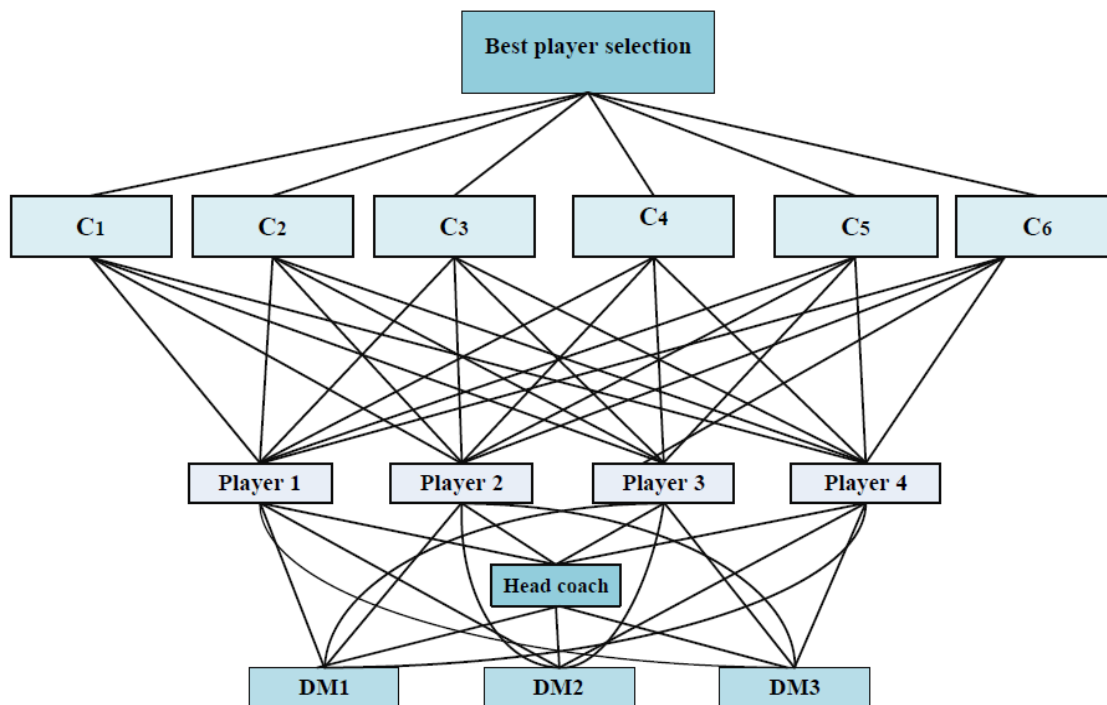 Best player selection
C1
C2
C3
C4
C5
C6
Player 1
Player 2
Player 3
Player 4
Head coach
DM1
DM2
DM3